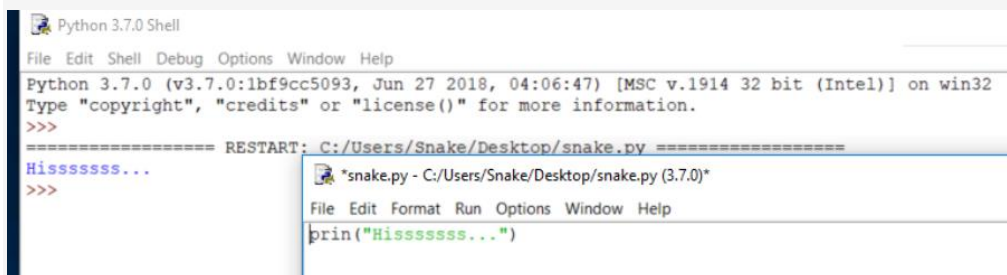 Python 3.7.0 Shell
File Edit Shell Debug Options Window Help
Python 3.7.0 (v3.7.0:1bf9cc5093, Jun 27 2018, 04:06:47) [MSC v.1914 32 bit (Intel)] on win32
Type "copyright", "credits" or "license()" for more information.
>>>
================== RESTART: C:/Users/Snake/Desktop/snake.py ==================
Hisssssss...
>>>
*snake.py - C:/Users/Snake/Desktop/snake.py (3.7.0)*
File Edit Format Run Options Window Help
prin("Hisssssss...")